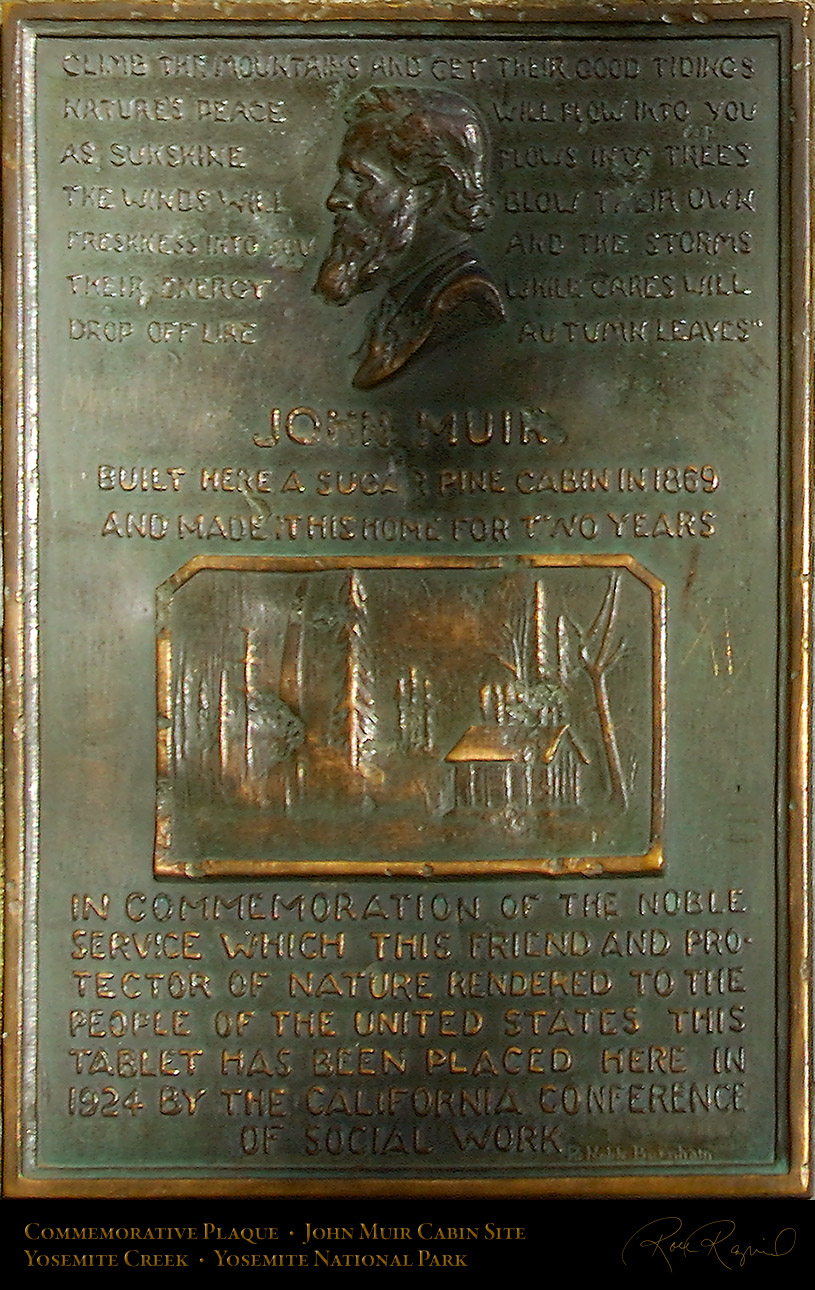 CLIMB THE MOUNTAINS AND GET THEIR GOOD TIDINGS
NATURE'S PEACE WILL FLOW INTO YOU
AS SUNSHINE FLOWS INTO TREES
THE WINDS WILL BLOW THEIR OWN
FRESHNESS INTO YOU AND THE STORMS
THEIR ENERGY WHILE CARES WILL
DROP OFF LIKE AUTUMN LEAVES"
JOHN MUIR
BUILT HERE A SUGAR PINE CABIN IN 1869
AND MADE THIS HOME FOR TWO YEARS
IN COMMEMORATION OF THE NOBLE
SERVICE WHICH THIS FRIEND AND PRO-
TECTOR OF NATURE RENDERED TO THE
PEOPLE OF THE UNITED STATES THIS
TABLET HAS BEEN PLACED HERE IN
1924 BY THE CALIFORNIA CONFERENCE
OF SOCIAL WORK
Commemorative Plaque · John Muir Cabin Site
Yosemite Creek · Yosemite National Park